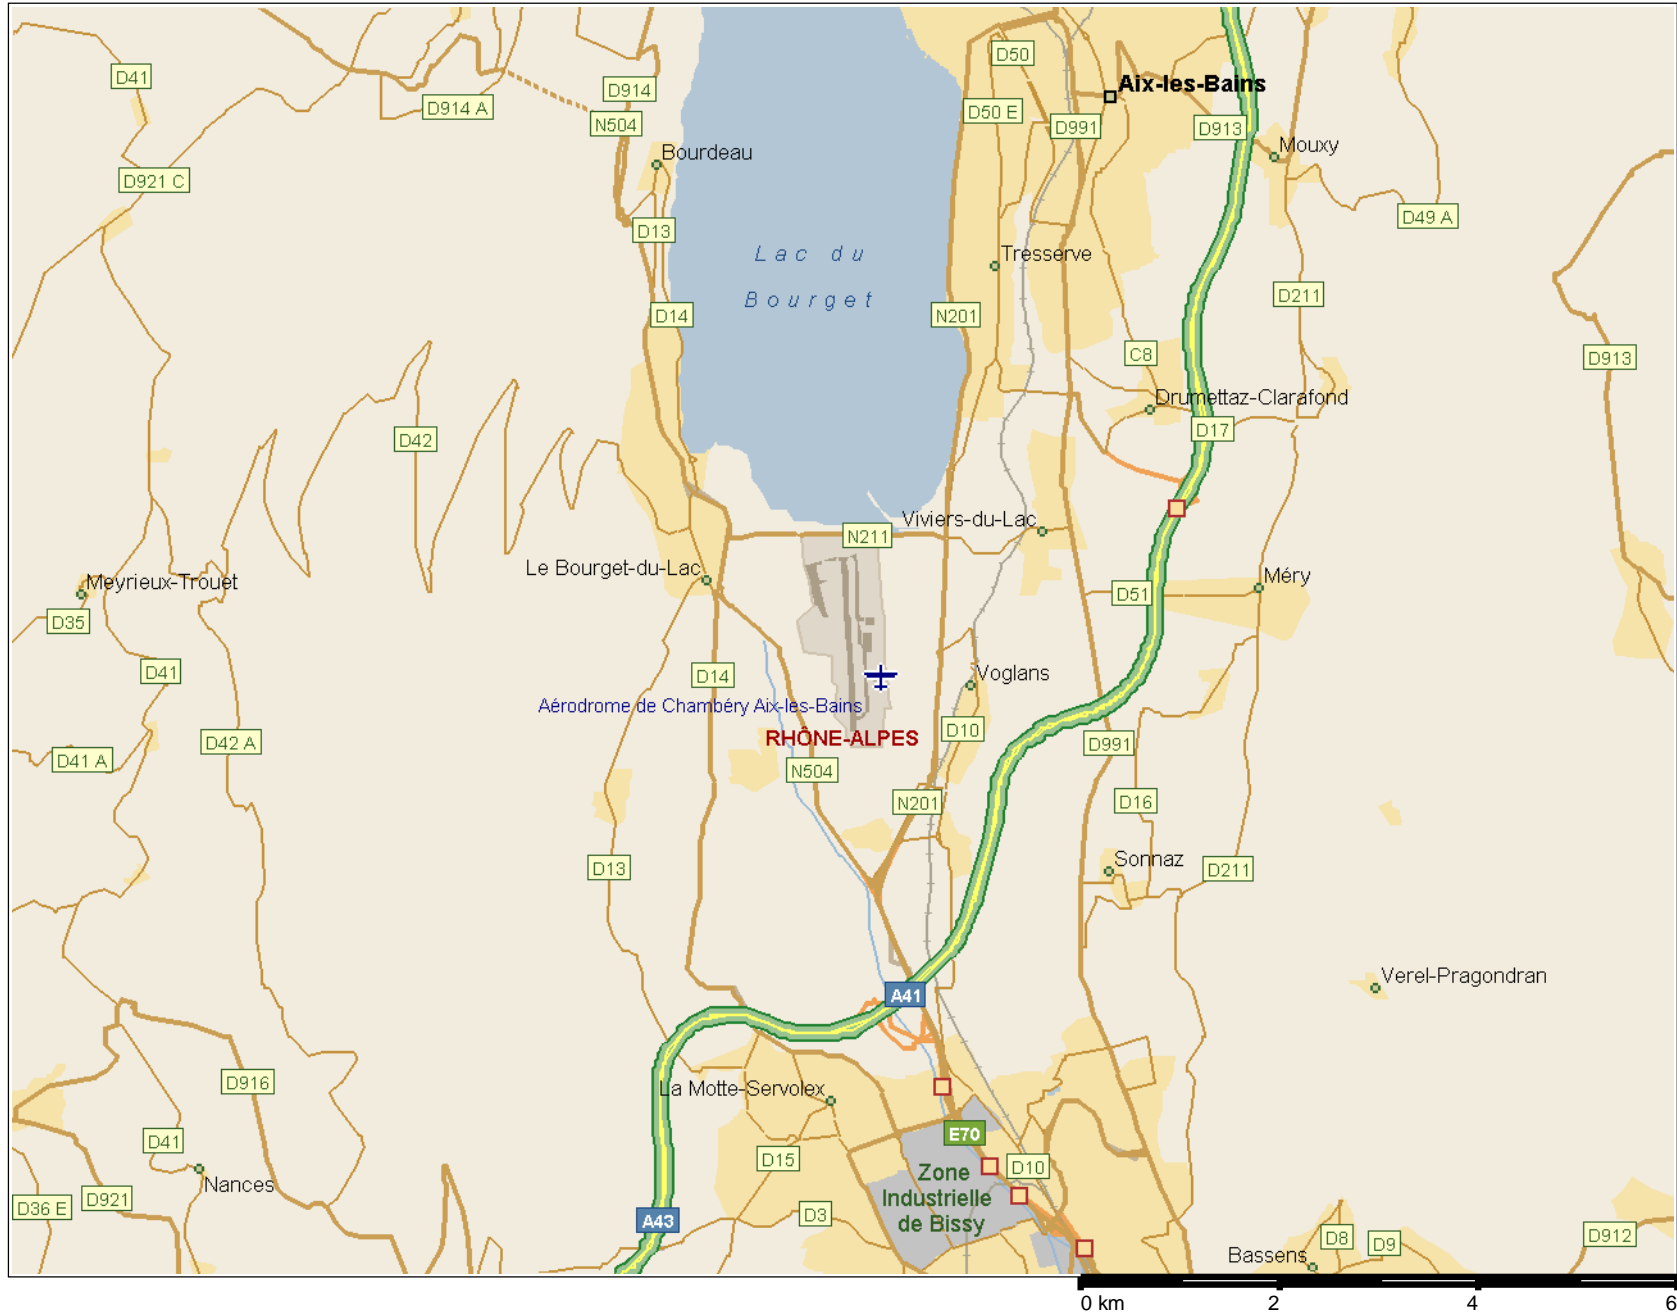 D50
D41
Aix-les-Bains
D914
D914 A
D50 E
N504
D991
D913
Mouxy
Bourdeau
D921 C
D49 A
D13
Lac du
Tresserve
Bourget
D211
D14
N201
C8
D913
Drumettaz-Clarafond
D17
D42
Viviers-du-Lac
N211
Le Bourget-du-Lac
Méry
Meyrieux-Trouet
D51
D35
D41
D14
Voglans
Aérodrome de Chambéry Aix-les-Bains
D10
RHÔNE-ALPES
D42 A
D991
D41 A
N504
N201
D16
Sonnaz
D13
D211
Verel-Pragondran
A41
D916
La Motte-Servolex
E70
D41
D15
D10
Zone
Industrielle
de Bissy
Nances
D921
D36 E
D3
A43
D8
D9
D912
Bassens
0 km
2
4
6